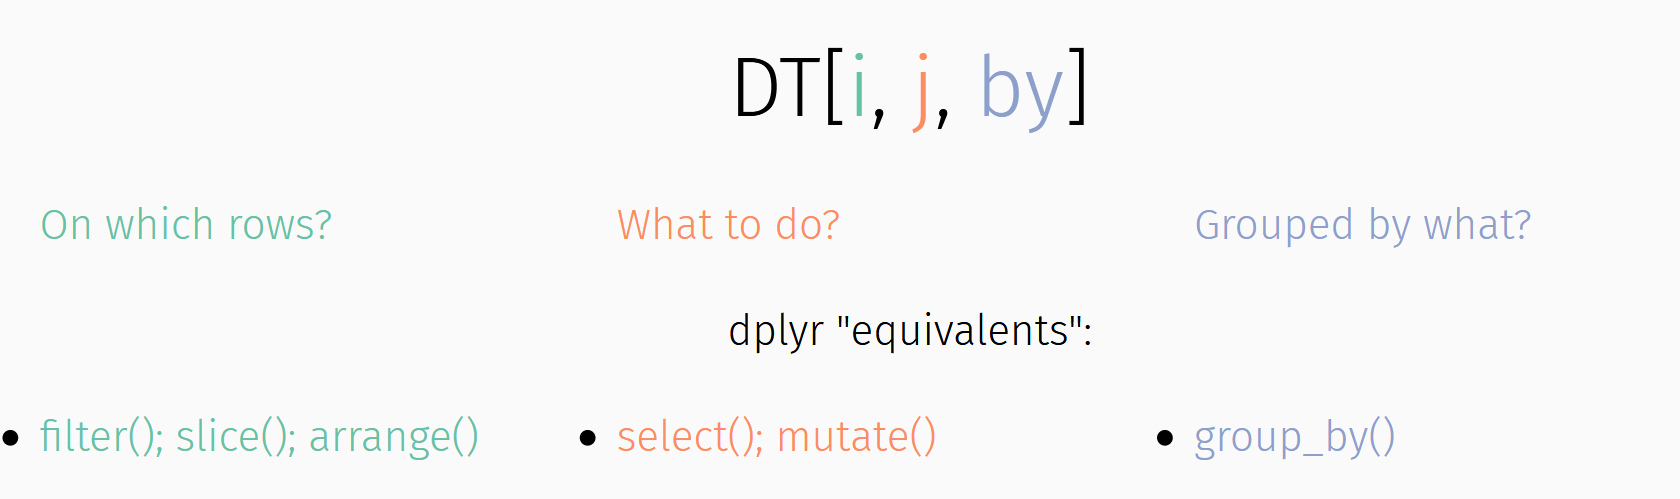 DT[i, j, by]
On which rows? What to do? Grouped by what?
dplyr "equivalents":
• filter(); slice(); arrange() • select(); mutate() • group_by()